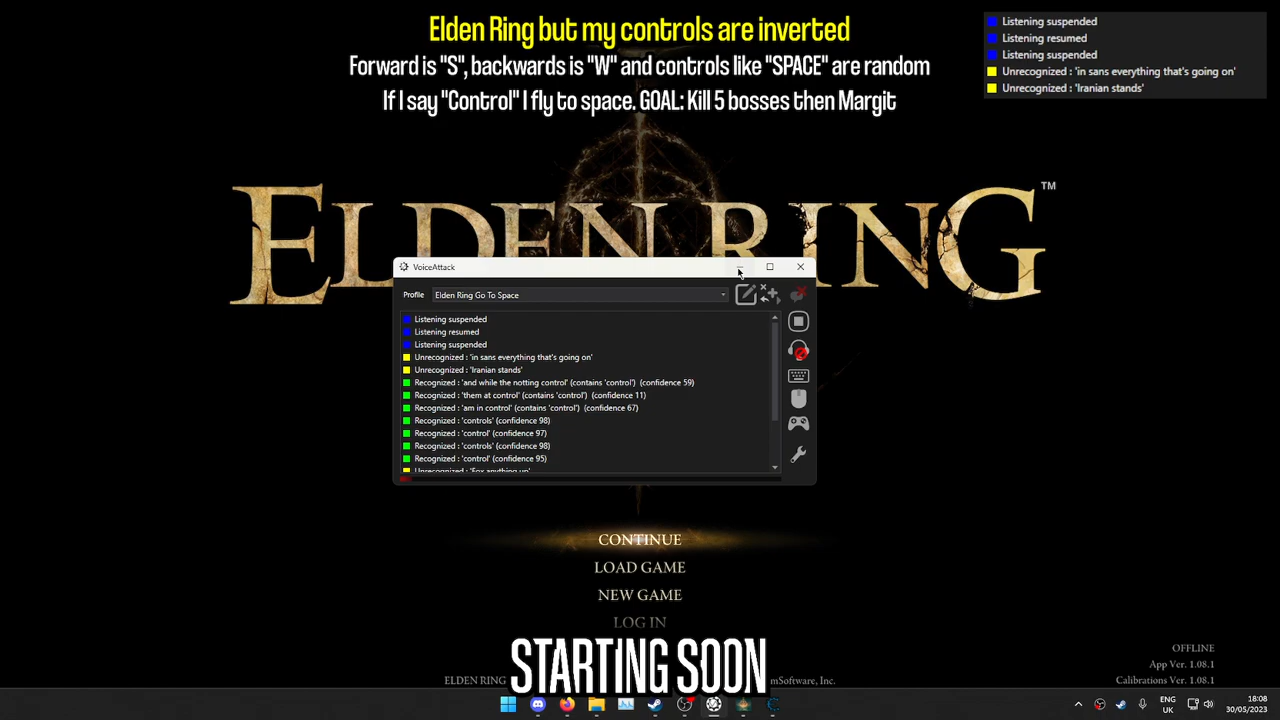 Elden Ring but my controls are inverted
Forward is "S", backwards is "W" and controls like "SPACE" are random
If I say "Control" I fly to space. GOAL: Kill 5 bosses then Margit
Listening suspended
Listening resumed
Listening suspended
Unrecognized : 'in sans everything that's going on'
Unrecognized : 'Iranian stands'
ELDEN RING™
VoiceAttack
Profile Elden Ring Go To Space
Listening suspended
Listening resumed
Listening suspended
Unrecognized : 'in sans everything that's going on'
Unrecognized : 'Iranian stands'
Recognized : 'and while the notting control' (contains 'control') (confidence 59)
Recognized : 'them at control' (contains 'control') (confidence 11)
Recognized : 'am in control' (contains 'control') (confidence 67)
Recognized : 'controls' (confidence 98)
Recognized : 'control' (confidence 97)
Recognized : 'controls' (confidence 98)
Recognized : 'control' (confidence 95)
Unrecognized : 'Fox anything up'
CONTINUE
LOAD GAME
NEW GAME
LOG IN
STARTING SOON
ELDEN RING mSoftware, Inc.
OFFLINE
App Ver. 1.08.1
Calibrations Ver. 1.08.1
ENG
UK
18:08
30/05/2023